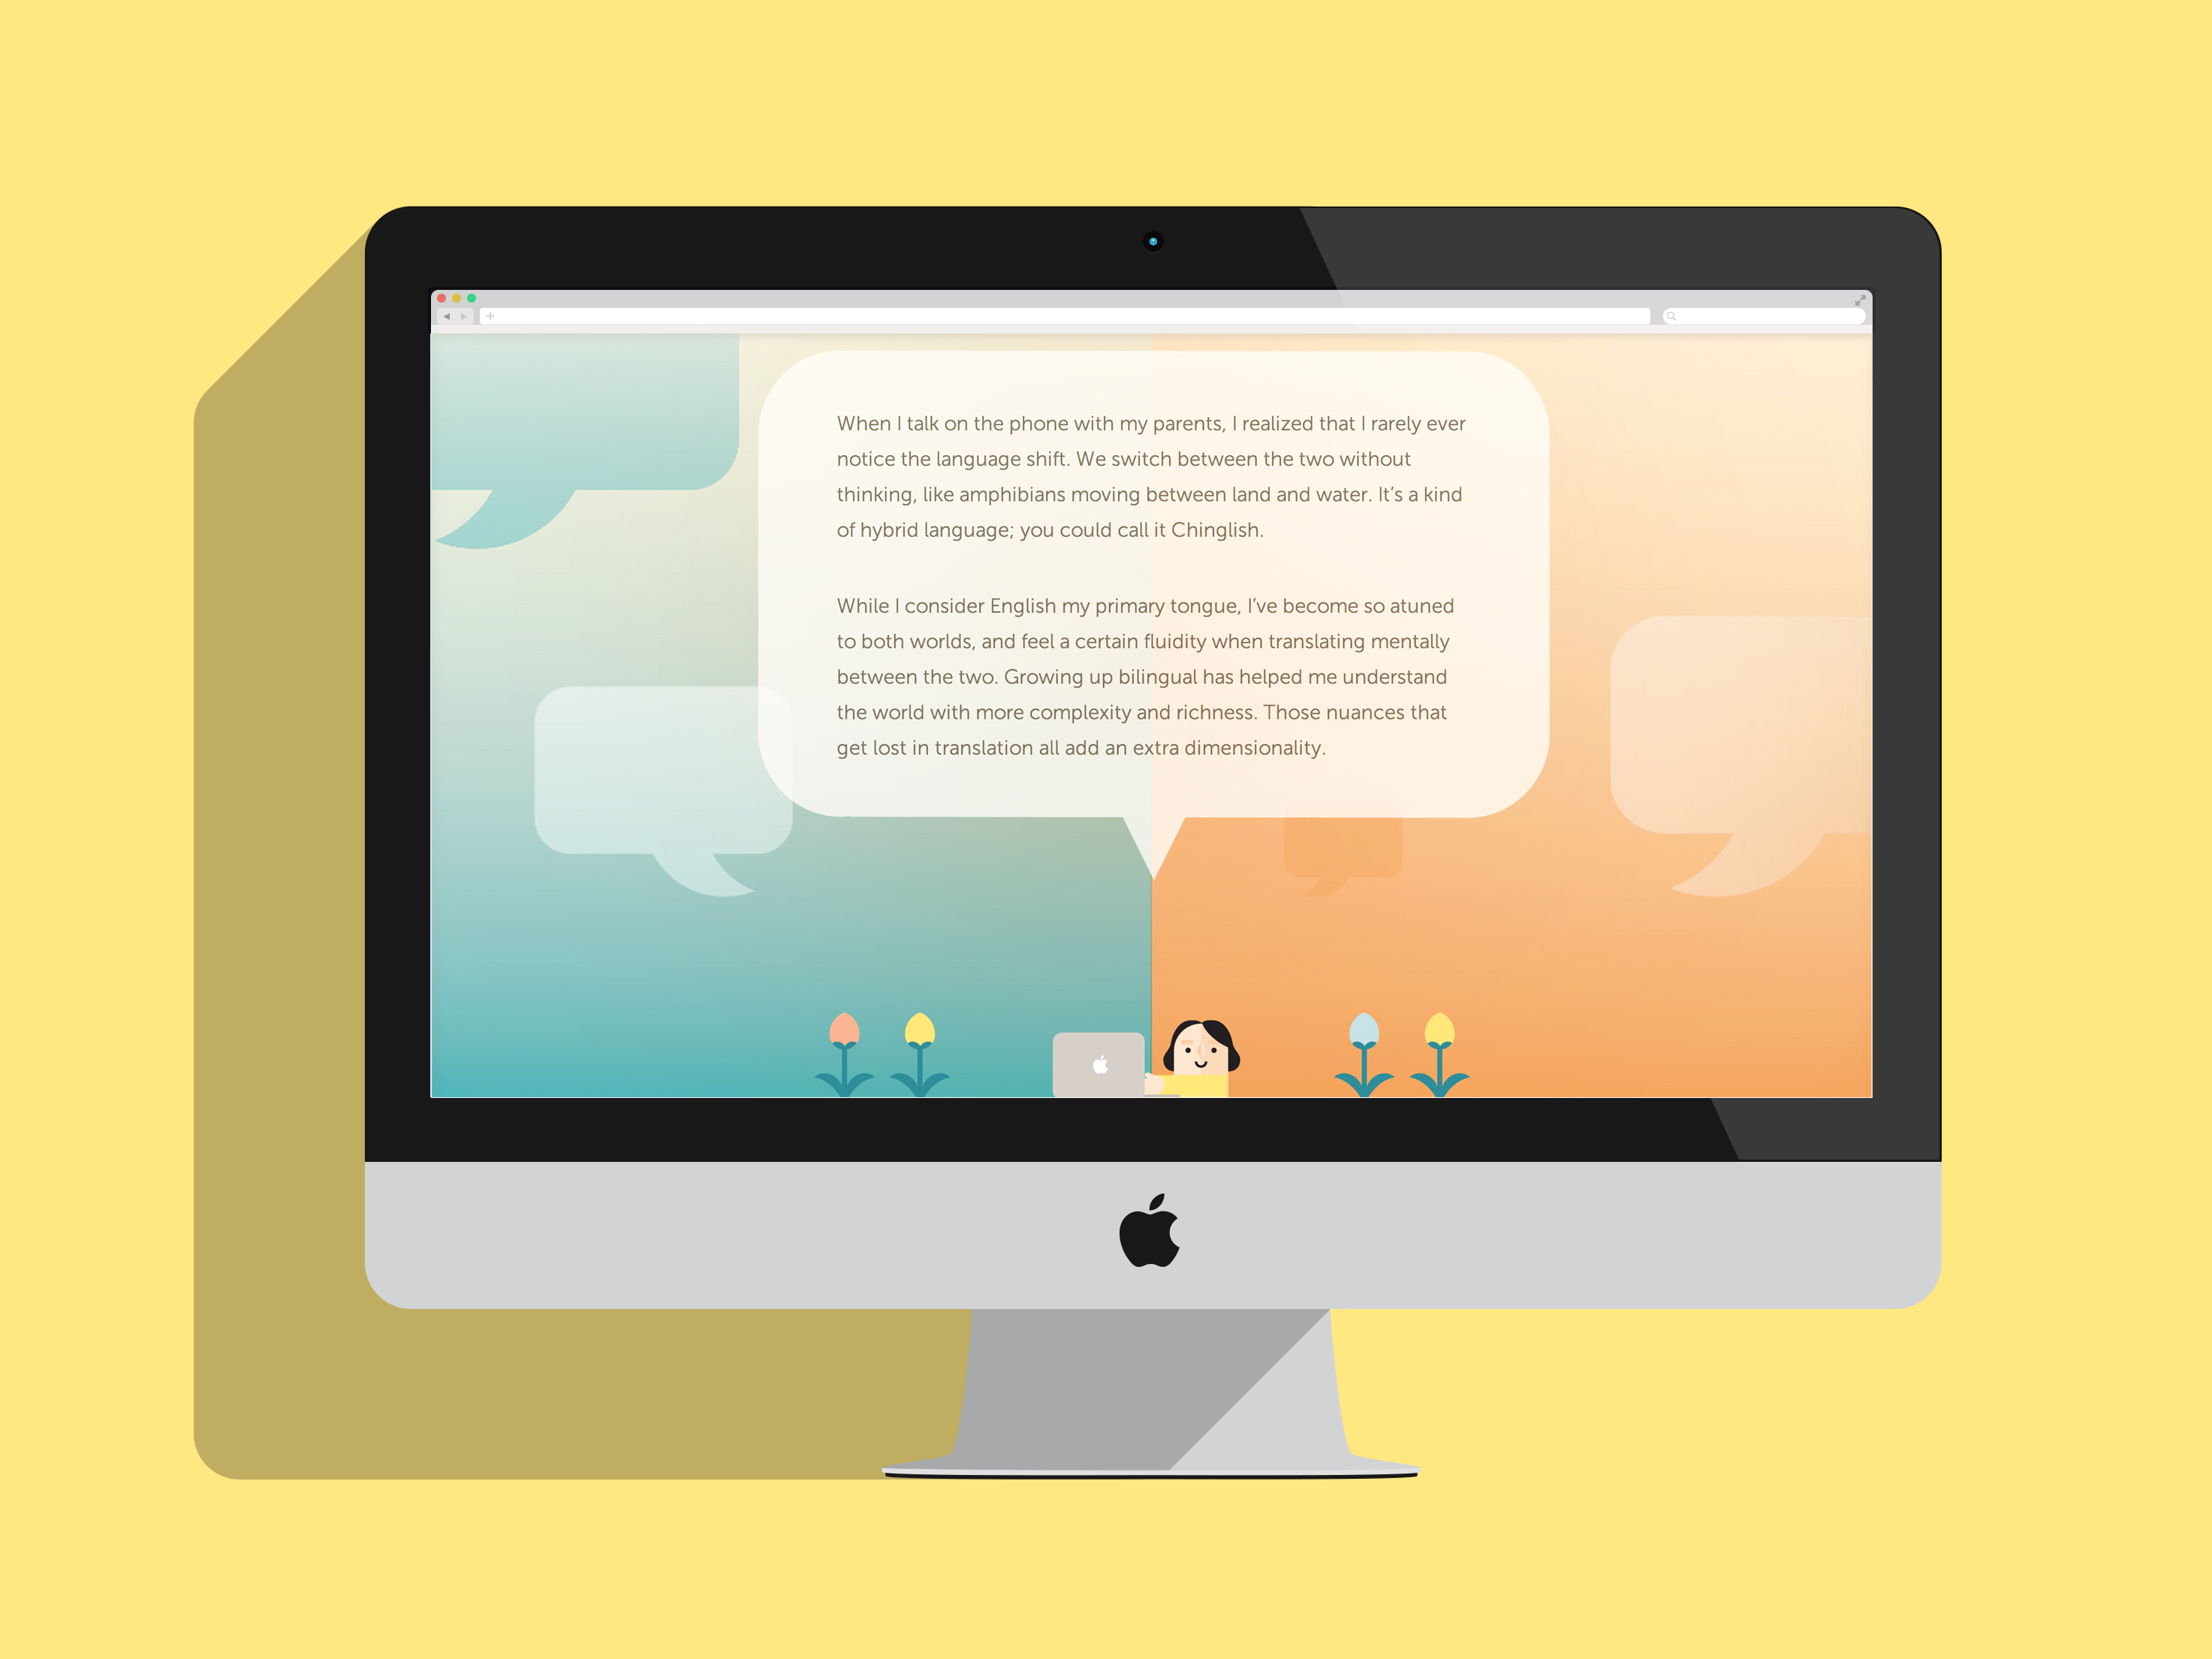 When I talk on the phone with my parents, I realized that I rarely ever
notice the language shift. We switch between the two without
thinking, like amphibians moving between land and water. It’s a kind
of hybrid language; you could call it Chinglish.
While I consider English my primary tongue, I’ve become so atuned
to both worlds, and feel a certain fluidity when translating mentally
between the two. Growing up bilingual has helped me understand
the world with more complexity and richness. Those nuances that
get lost in translation all add an extra dimensionality.